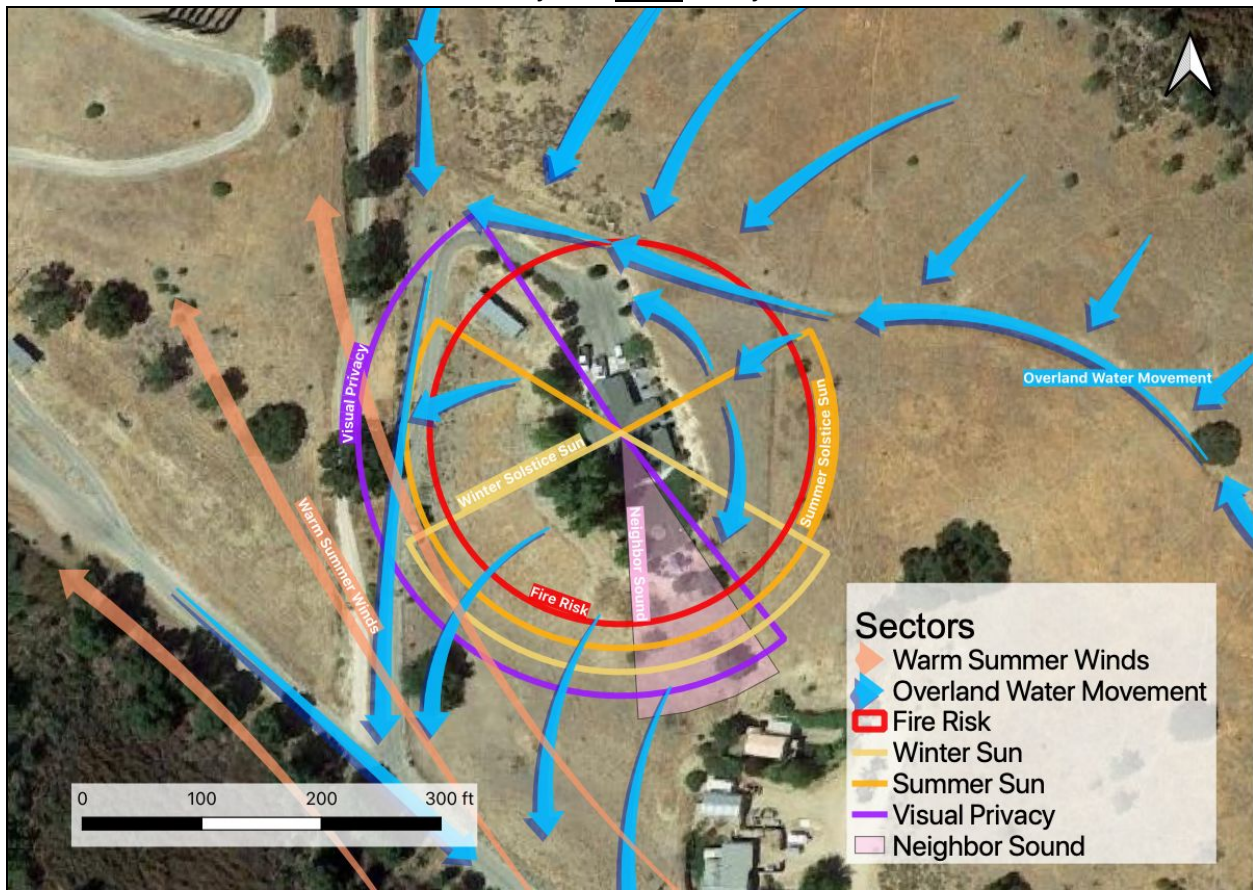 Overland Water Movement
Visual Privacy
Summer Solstice Sun
Winter Solstice Sun
Neighbor Sound
Warm Summer Winds
Fire Risk
Sectors
Warm Summer Winds
Overland Water Movement
Fire Risk
Winter Sun
Summer Sun
Visual Privacy
Neighbor Sound
0 100 200 300 ft